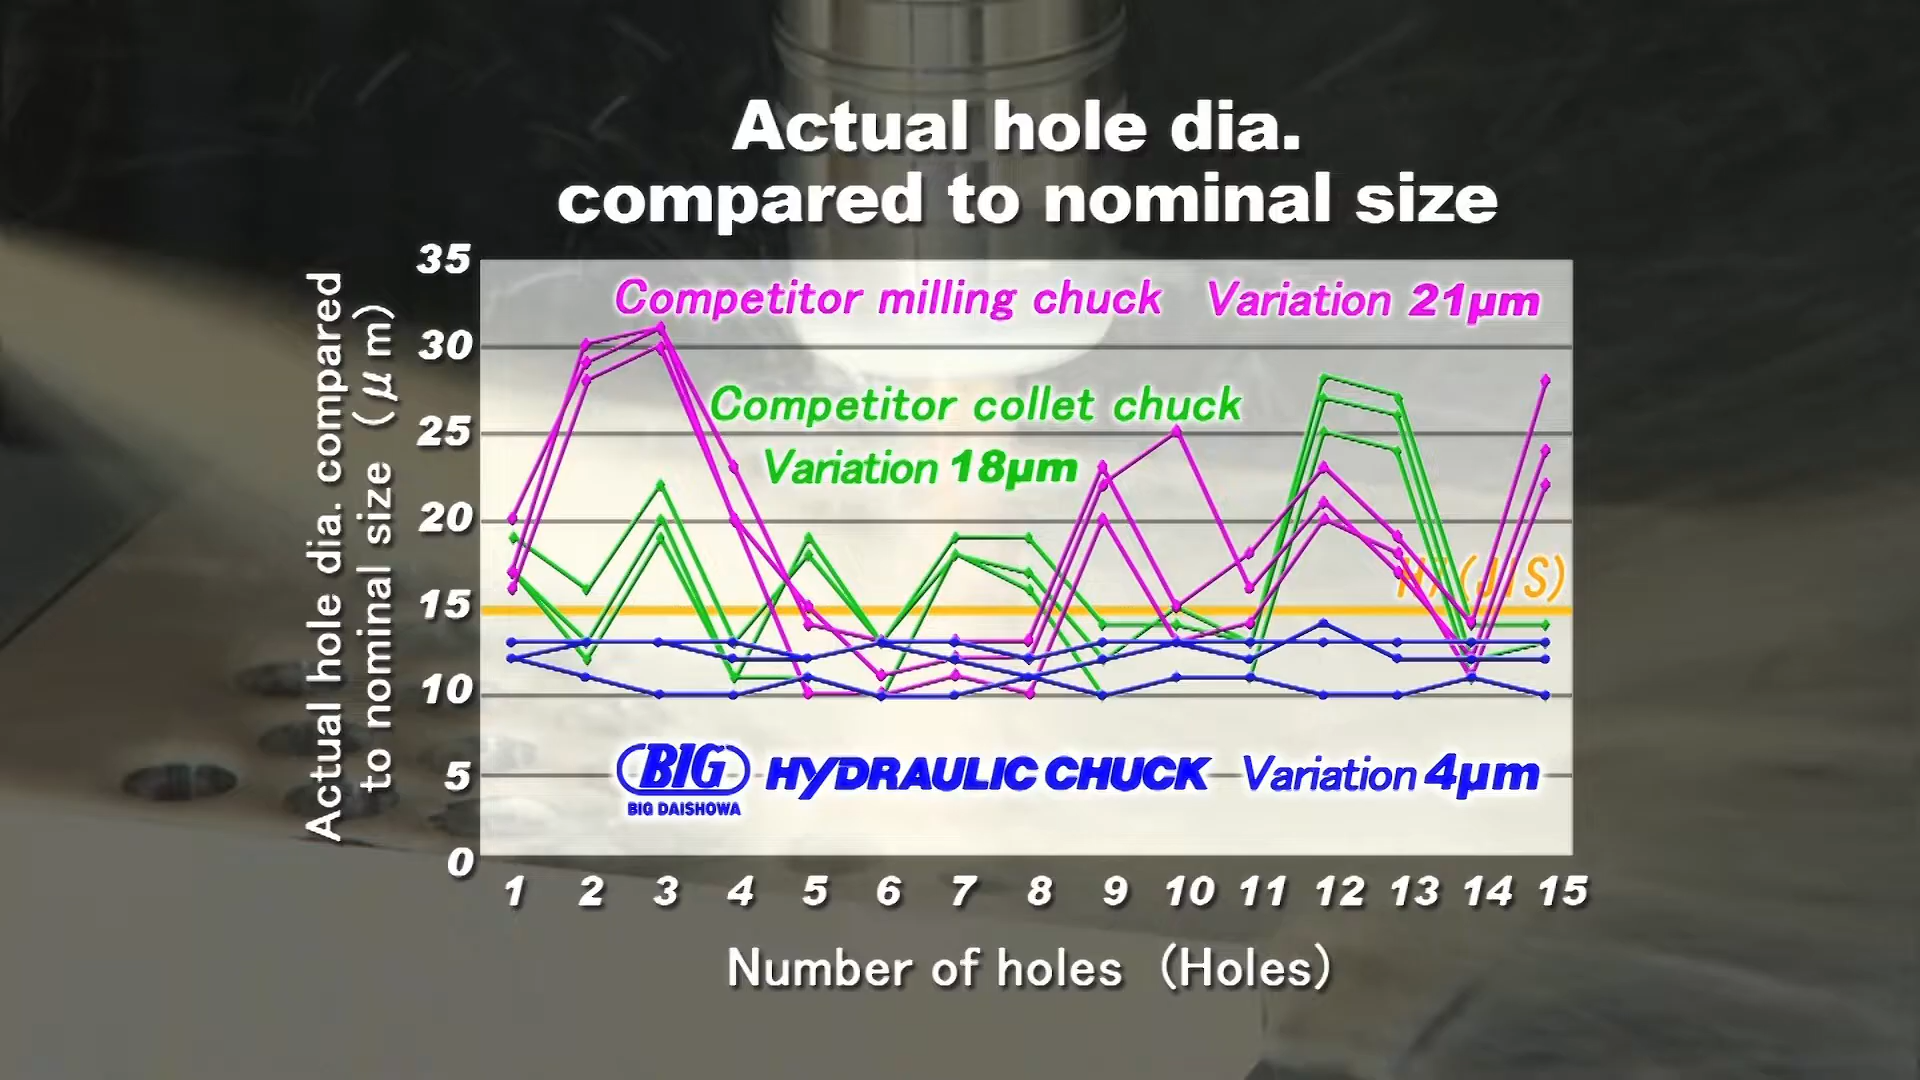 Actual hole dia.
compared to nominal size
Actual hole dia. compared
to nominal size (μm)
35
30
25
20
15
10
5
0
Competitor milling chuck Variation 21μm
Competitor collet chuck
Variation 18μm
H7(JIS)
BIG HYDRAULIC CHUCK Variation 4μm
BIG DAISHOWA
1 2 3 4 5 6 7 8 9 10 11 12 13 14 15
Number of holes (Holes)